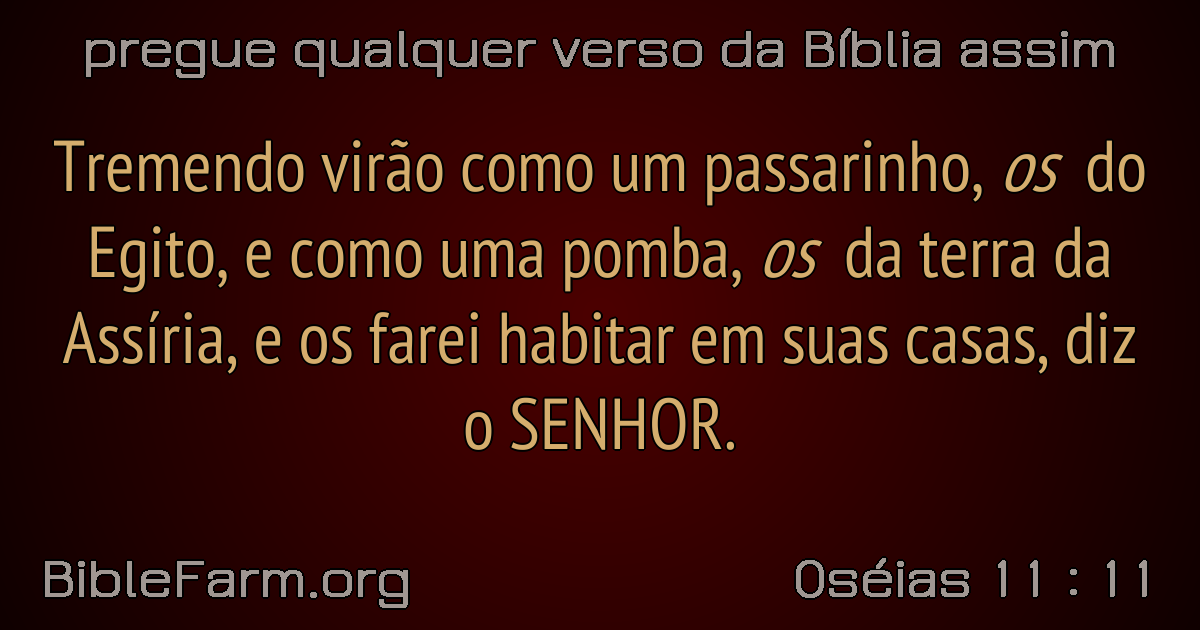 pregue qualquer verso da Bíblia assim
Tremendo virão como um passarinho, os do
Egito, e como uma pomba, os da terra da
Assíria, e os farei habitar em suas casas, diz
o SENHOR.
BibleFarm.org
Oséias 11 : 11